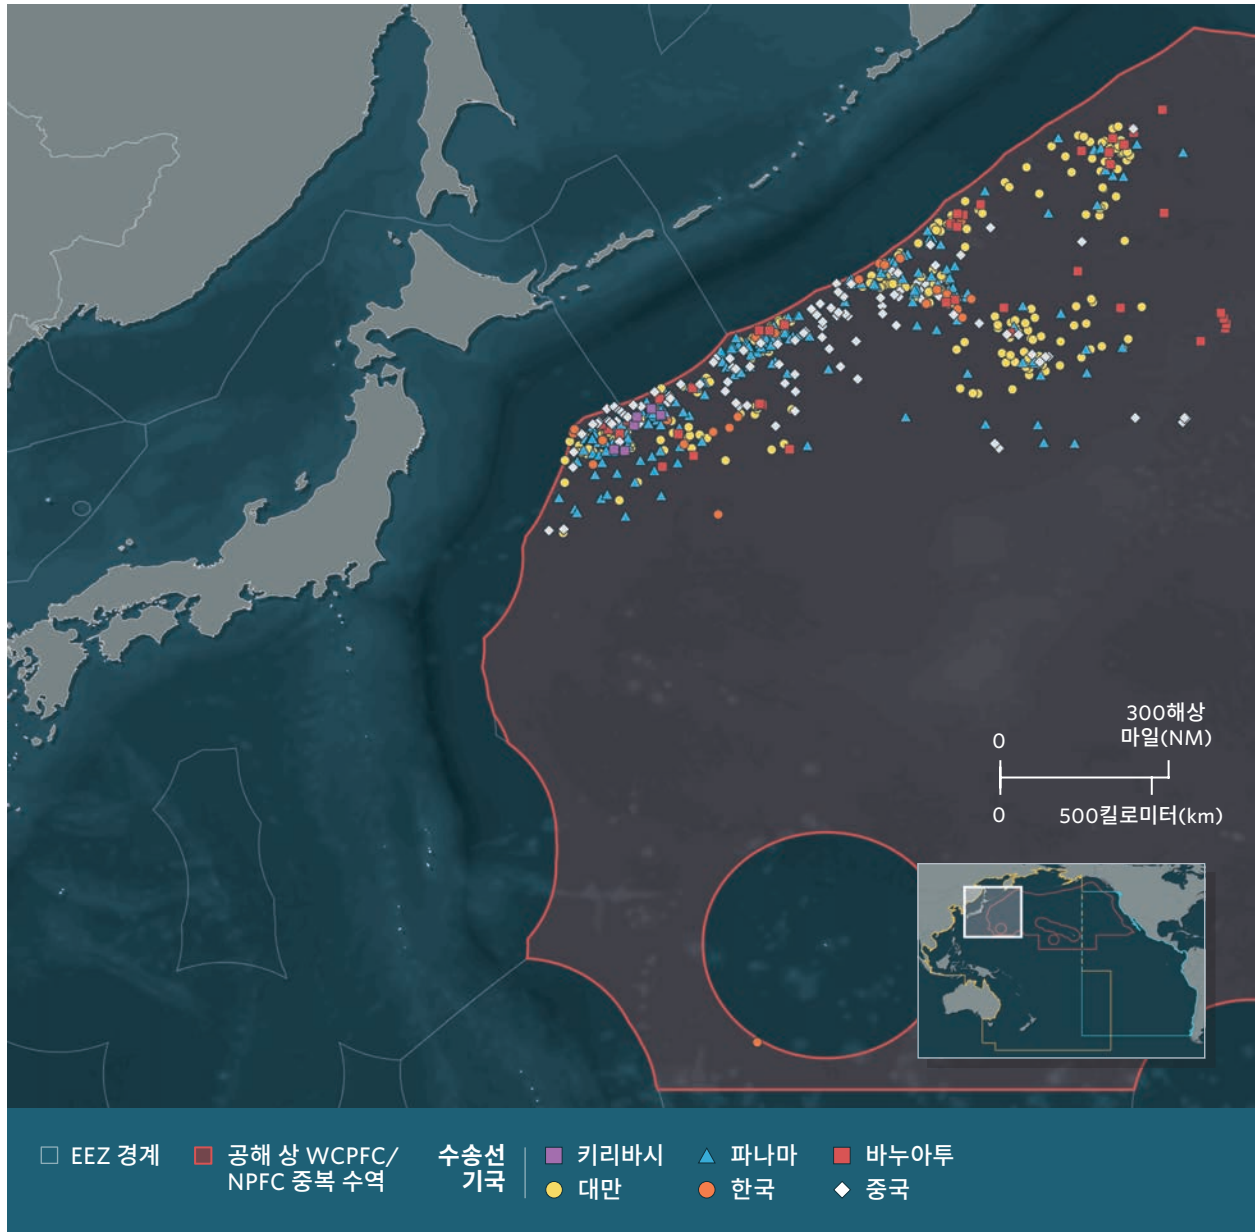 300해상
마일(NM)
0
0
500킬로미터(km)
EEZ 경계
공해 상 WCPFC/
NPFC 중복 수역
수송선
기국
키리바시
파나마
바누아투
대만
한국
중국